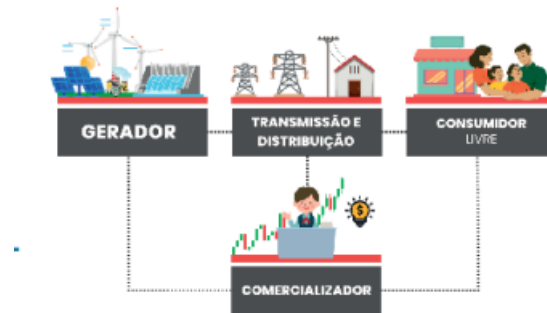 GERADOR
TRANSMISSÃO E
DISTRIBUIÇÃO
CONSUMIDOR
LIVRE
$
COMERCIALIZADOR